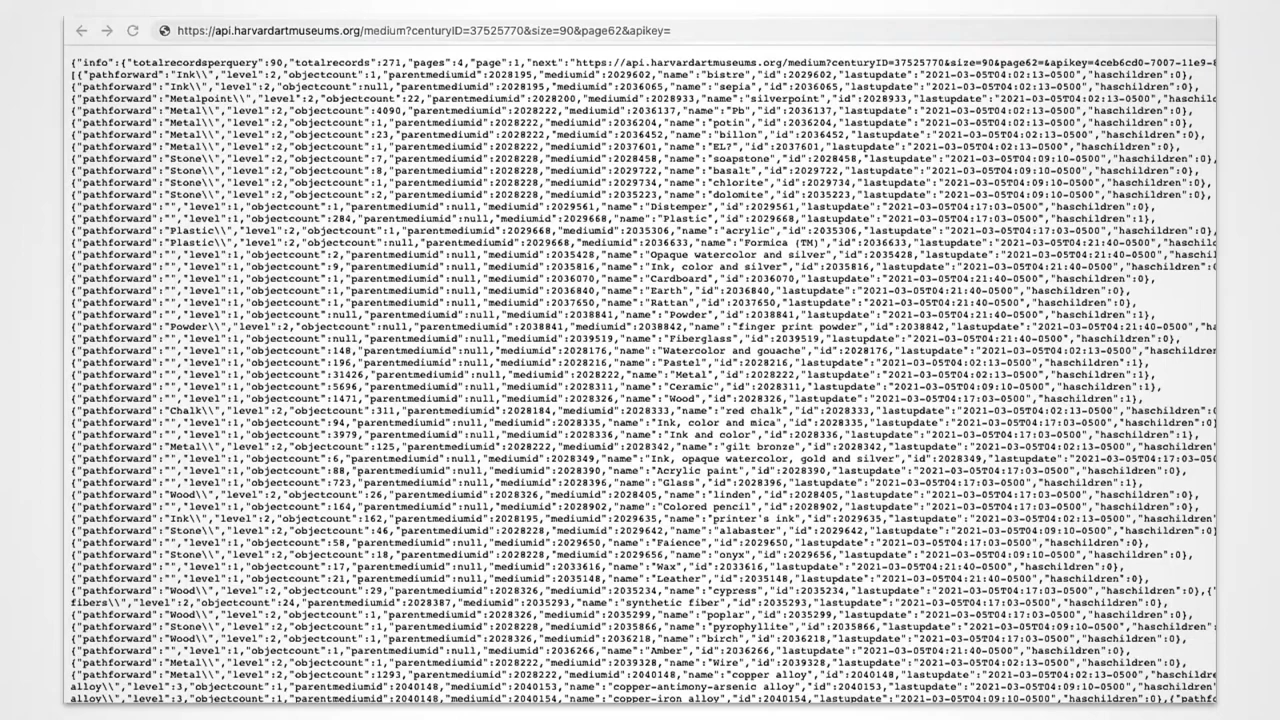 https://api.harvardartmuseums.org/medium?centuryID=37525770&size=90&page62&apikey=
{"info":{"totalrecordsperquery":90,"totalrecords":271,"pages":4,"page":1,"next":"https://api.harvardartmuseums.org/medium?centuryID=37525770&size=90&page62=&apikey=4ceb6cd0-7007-11e9-8
[{"pathforward":"Ink\\","level":2,"objectcount":1,"parentmediumid":2028195,"mediumid":2029602,"name":"bistre","id":2029602,"lastupdate":"2021-03-05T04:02:13-0500","haschildren":0},
{"pathforward":"Ink\\","level":2,"objectcount":null,"parentmediumid":2028195,"mediumid":2036065,"name":"sepia","id":2036065,"lastupdate":"2021-03-05T04:02:13-0500","haschildren":0},
{"pathforward":"Metalpoint\\","level":2,"objectcount":22,"parentmediumid":2028200,"mediumid":2028933,"name":"silverpoint","id":2028933,"lastupdate":"2021-03-05T04:02:13-0500","haschildren":0
{"pathforward":"Metal\\","level":2,"objectcount":4090,"parentmediumid":2028222,"mediumid":2036137,"name":"Pb","id":2036137,"lastupdate":"2021-03-05T04:02:13-0500","haschildren":0},
{"pathforward":"Metal\\","level":2,"objectcount":1,"parentmediumid":2028222,"mediumid":2036204,"name":"potin","id":2036204,"lastupdate":"2021-03-05T04:02:13-0500","haschildren":0},
{"pathforward":"Metal\\","level":2,"objectcount":23,"parentmediumid":2028222,"mediumid":2036452,"name":"billon","id":2036452,"lastupdate":"2021-03-05T04:02:13-0500","haschildren":0},
{"pathforward":"Metal\\","level":2,"objectcount":1,"parentmediumid":2028222,"mediumid":2037601,"name":"EL?","id":2037601,"lastupdate":"2021-03-05T04:02:13-0500","haschildren":0},
{"pathforward":"Stone\\","level":2,"objectcount":7,"parentmediumid":2028228,"mediumid":2028458,"name":"soapstone","id":2028458,"lastupdate":"2021-03-05T04:09:10-0500","haschildren":0},
{"pathforward":"Stone\\","level":2,"objectcount":8,"parentmediumid":2028228,"mediumid":2029722,"name":"basalt","id":2029722,"lastupdate":"2021-03-05T04:09:10-0500","haschildren":0},
{"pathforward":"Stone\\","level":2,"objectcount":1,"parentmediumid":2028228,"mediumid":2029734,"name":"chlorite","id":2029734,"lastupdate":"2021-03-05T04:09:10-0500","haschildren":0},
{"pathforward":"Stone\\","level":2,"objectcount":2,"parentmediumid":2028228,"mediumid":2035223,"name":"dolomite","id":2035223,"lastupdate":"2021-03-05T04:09:10-0500","haschildren":0},
{"pathforward":"","level":1,"objectcount":1,"parentmediumid":null,"mediumid":2029561,"name":"Distemper","id":2029561,"lastupdate":"2021-03-05T04:17:03-0500","haschildren":0},
{"pathforward":"","level":1,"objectcount":284,"parentmediumid":null,"mediumid":2029668,"name":"Plastic","id":2029668,"lastupdate":"2021-03-05T04:17:03-0500","haschildren":1},
{"pathforward":"Plastic\\","level":2,"objectcount":1,"parentmediumid":2029668,"mediumid":2035306,"name":"acrylic","id":2035306,"lastupdate":"2021-03-05T04:17:03-0500","haschildren":0},
{"pathforward":"Plastic\\","level":2,"objectcount":null,"parentmediumid":2029668,"mediumid":2036633,"name":"Formica (TM)","id":2036633,"lastupdate":"2021-03-05T04:21:40-0500","haschildren":0
{"pathforward":"","level":1,"objectcount":2,"parentmediumid":null,"mediumid":2035428,"name":"Opaque watercolor and silver","id":2035428,"lastupdate":"2021-03-05T04:21:40-0500","haschildren":
{"pathforward":"","level":1,"objectcount":9,"parentmediumid":null,"mediumid":2035816,"name":"Ink, color and silver","id":2035816,"lastupdate":"2021-03-05T04:21:40-0500","haschildren":0},
{"pathforward":"","level":1,"objectcount":1,"parentmediumid":null,"mediumid":2036070,"name":"Cardboard","id":2036070,"lastupdate":"2021-03-05T04:21:40-0500","haschildren":0},
{"pathforward":"","level":1,"objectcount":1,"parentmediumid":null,"mediumid":2036840,"name":"Earth","id":2036840,"lastupdate":"2021-03-05T04:21:40-0500","haschildren":0},
{"pathforward":"","level":1,"objectcount":1,"parentmediumid":null,"mediumid":2037650,"name":"Rattan","id":2037650,"lastupdate":"2021-03-05T04:21:40-0500","haschildren":0},
{"pathforward":"","level":1,"objectcount":null,"parentmediumid":null,"mediumid":2038841,"name":"Powder","id":2038841,"lastupdate":"2021-03-05T04:21:40-0500","haschildren":1},
{"pathforward":"Powder\\","level":2,"objectcount":null,"parentmediumid":2038841,"mediumid":2038842,"name":"finger print powder","id":2038842,"lastupdate":"2021-03-05T04:21:40-0500","ha
{"pathforward":"","level":1,"objectcount":null,"parentmediumid":null,"mediumid":2039519,"name":"Fiberglass","id":2039519,"lastupdate":"2021-03-05T04:21:40-0500","haschildren":0},
{"pathforward":"","level":1,"objectcount":148,"parentmediumid":null,"mediumid":2028176,"name":"Watercolor and gouache","id":2028176,"lastupdate":"2021-03-05T04:02:13-0500","haschildren":0},
{"pathforward":"","level":1,"objectcount":196,"parentmediumid":null,"mediumid":2028216,"name":"Pastel","id":2028216,"lastupdate":"2021-03-05T04:02:13-0500","haschildren":1},
{"pathforward":"","level":1,"objectcount":31426,"parentmediumid":null,"mediumid":2028222,"name":"Metal","id":2028222,"lastupdate":"2021-03-05T04:02:13-0500","haschildren":1},
{"pathforward":"","level":1,"objectcount":5696,"parentmediumid":null,"mediumid":2028311,"name":"Ceramic","id":2028311,"lastupdate":"2021-03-05T04:09:10-0500","haschildren":1},
{"pathforward":"","level":1,"objectcount":1471,"parentmediumid":null,"mediumid":2028326,"name":"Wood","id":2028326,"lastupdate":"2021-03-05T04:17:03-0500","haschildren":1},
{"pathforward":"Chalk\\","level":2,"objectcount":311,"parentmediumid":2028184,"mediumid":2028333,"name":"red chalk","id":2028333,"lastupdate":"2021-03-05T04:02:13-0500","haschildren":0
{"pathforward":"","level":1,"objectcount":94,"parentmediumid":null,"mediumid":2028335,"name":"Ink, color and mica","id":2028335,"lastupdate":"2021-03-05T04:17:03-0500","haschildren":0},
{"pathforward":"","level":1,"objectcount":3979,"parentmediumid":null,"mediumid":2028336,"name":"Ink and color","id":2028336,"lastupdate":"2021-03-05T04:17:03-0500","haschildren":1},
{"pathforward":"Metal\\","level":2,"objectcount":125,"parentmediumid":2028222,"mediumid":2028342,"name":"gilt bronze","id":2028342,"lastupdate":"2021-03-05T04:02:13-0500","haschildren":
{"pathforward":"","level":1,"objectcount":6,"parentmediumid":null,"mediumid":2028349,"name":"Ink, opaque watercolor, gold and silver","id":2028349,"lastupdate":"2021-03-05T04:17:03-050
{"pathforward":"","level":1,"objectcount":88,"parentmediumid":null,"mediumid":2028390,"name":"Acrylic paint","id":2028390,"lastupdate":"2021-03-05T04:17:03-0500","haschildren":0},
{"pathforward":"","level":1,"objectcount":723,"parentmediumid":null,"mediumid":2028396,"name":"Glass","id":2028396,"lastupdate":"2021-03-05T04:17:03-0500","haschildren":1},
{"pathforward":"Wood\\","level":2,"objectcount":26,"parentmediumid":2028326,"mediumid":2028405,"name":"linden","id":2028405,"lastupdate":"2021-03-05T04:17:03-0500","haschildren":0},
{"pathforward":"","level":1,"objectcount":164,"parentmediumid":null,"mediumid":2028902,"name":"Colored pencil","id":2028902,"lastupdate":"2021-03-05T04:17:03-0500","haschildren":0},
{"pathforward":"Ink\\","level":2,"objectcount":162,"parentmediumid":2028195,"mediumid":2029635,"name":"printer's ink","id":2029635,"lastupdate":"2021-03-05T04:02:13-0500","haschildren":
{"pathforward":"Stone\\","level":2,"objectcount":46,"parentmediumid":2028228,"mediumid":2029642,"name":"alabaster","id":2029642,"lastupdate":"2021-03-05T04:09:10-0500","haschildren":0}
{"pathforward":"","level":1,"objectcount":58,"parentmediumid":null,"mediumid":2029650,"name":"Faience","id":2029650,"lastupdate":"2021-03-05T04:09:10-0500","haschildren":0},
{"pathforward":"Stone\\","level":2,"objectcount":18,"parentmediumid":2028228,"mediumid":2029656,"name":"onyx","id":2029656,"lastupdate":"2021-03-05T04:09:10-0500","haschildren":0},
{"pathforward":"","level":1,"objectcount":17,"parentmediumid":null,"mediumid":2033616,"name":"Wax","id":2033616,"lastupdate":"2021-03-05T04:21:40-0500","haschildren":0},
{"pathforward":"","level":1,"objectcount":21,"parentmediumid":null,"mediumid":2035148,"name":"Leather","id":2035148,"lastupdate":"2021-03-05T04:21:40-0500","haschildren":0},
{"pathforward":"Wood\\","level":2,"objectcount":29,"parentmediumid":2028326,"mediumid":2035234,"name":"cypress","id":2035234,"lastupdate":"2021-03-05T04:17:03-0500","haschildren":0},{"
fibers\\","level":2,"objectcount":24,"parentmediumid":2028387,"mediumid":2035293,"name":"synthetic fiber","id":2035293,"lastupdate":"2021-03-05T04:17:03-0500","haschildren":0},
{"pathforward":"Wood\\","level":2,"objectcount":1,"parentmediumid":2028326,"mediumid":2035299,"name":"poplar","id":2035299,"lastupdate":"2021-03-05T04:17:03-0500","haschildren":0},
{"pathforward":"Stone\\","level":2,"objectcount":1,"parentmediumid":2028228,"mediumid":2035866,"name":"pyrophyllite","id":2035866,"lastupdate":"2021-03-05T04:09:10-0500","haschildren":0
{"pathforward":"Wood\\","level":2,"objectcount":1,"parentmediumid":2028326,"mediumid":2036218,"name":"birch","id":2036218,"lastupdate":"2021-03-05T04:17:03-0500","haschildren":0},
{"pathforward":"","level":1,"objectcount":1,"parentmediumid":null,"mediumid":2036266,"name":"Amber","id":2036266,"lastupdate":"2021-03-05T04:21:40-0500","haschildren":0},
{"pathforward":"Metal\\","level":2,"objectcount":1,"parentmediumid":2028222,"mediumid":2039328,"name":"Wire","id":2039328,"lastupdate":"2021-03-05T04:02:13-0500","haschildren":0},
{"pathforward":"Metal\\","level":2,"objectcount":1293,"parentmediumid":2028222,"mediumid":2040148,"name":"copper alloy","id":2040148,"lastupdate":"2021-03-05T04:02:13-0500","haschildre
alloy\\","level":3,"objectcount":1,"parentmediumid":2040148,"mediumid":2040153,"name":"copper-antimony-arsenic alloy","id":2040153,"lastupdate":"2021-03-05T04:02:13-0500","haschildren":0
alloy\\","level":3,"objectcount":1,"parentmediumid":2040148,"mediumid":2040154,"name":"copper-iron alloy","id":2040154,"lastupdate":"2021-03-05T04:09:10-0500","haschildren":0},{"pathf